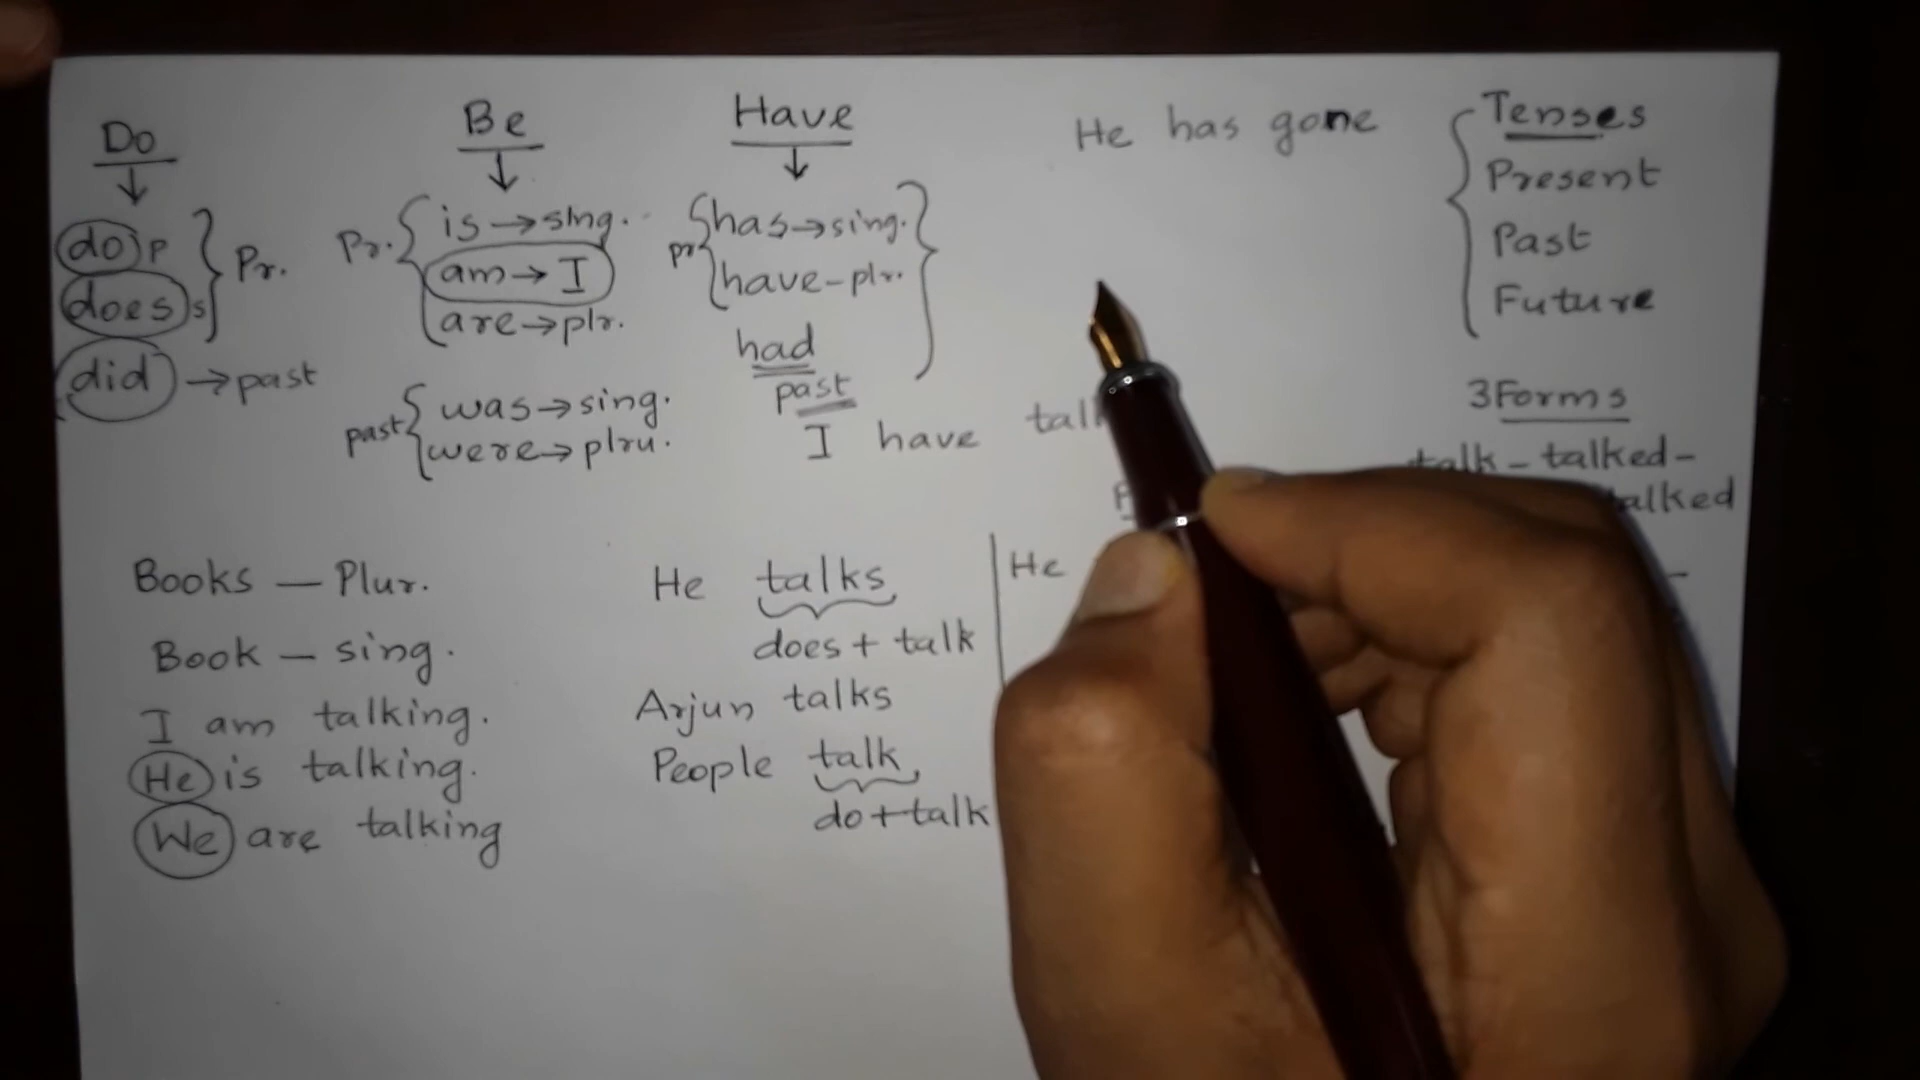 Do
do p
does s
Pr.
did → past
Be
Pr.
is → sing.
am → I
are → plr.
past
was → sing.
were → plru.
Have
pr
has → sing.
have - plr.
had
past
I have
He has gone
Tenses
Present
Past
Future
3Forms
talk - talked -
talked
Books — Plur.
Book — sing.
I am talking.
He is talking.
We are talking
He talks
does + talk
Arjun talks
People talk
do + talk
He